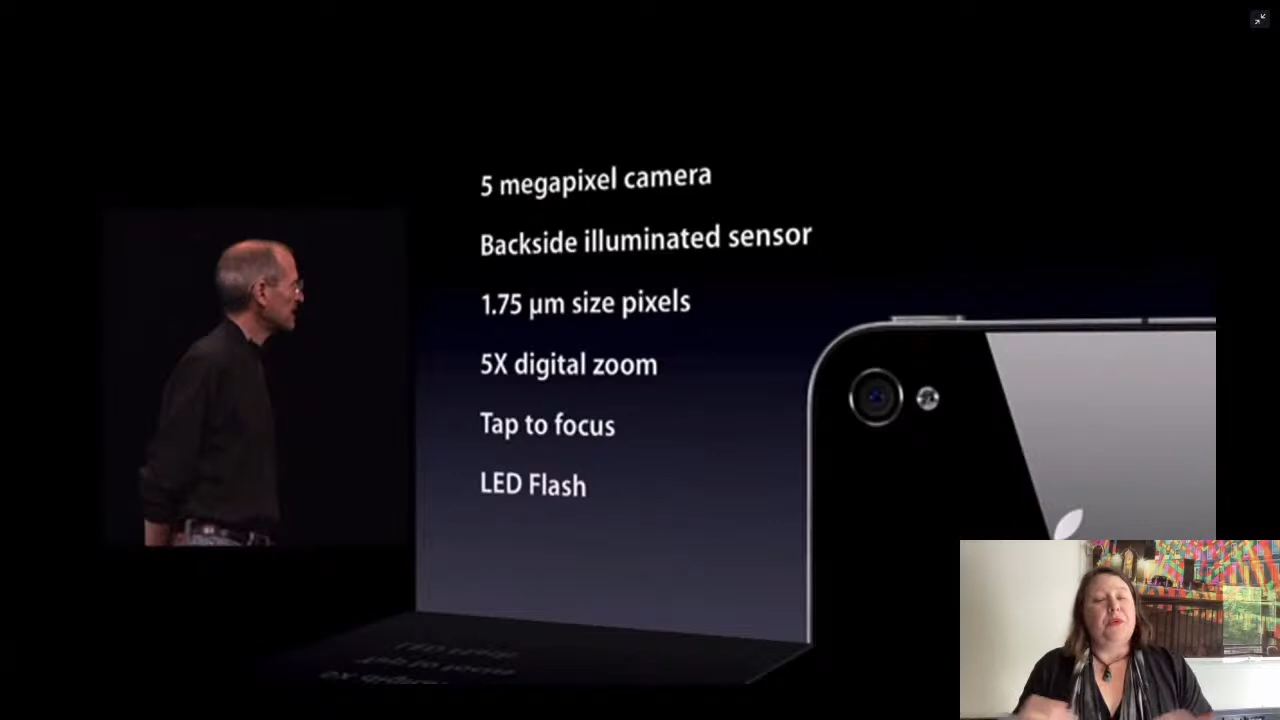 5 megapixel camera
Backside illuminated sensor
1.75 µm size pixels
5X digital zoom
Tap to focus
LED Flash